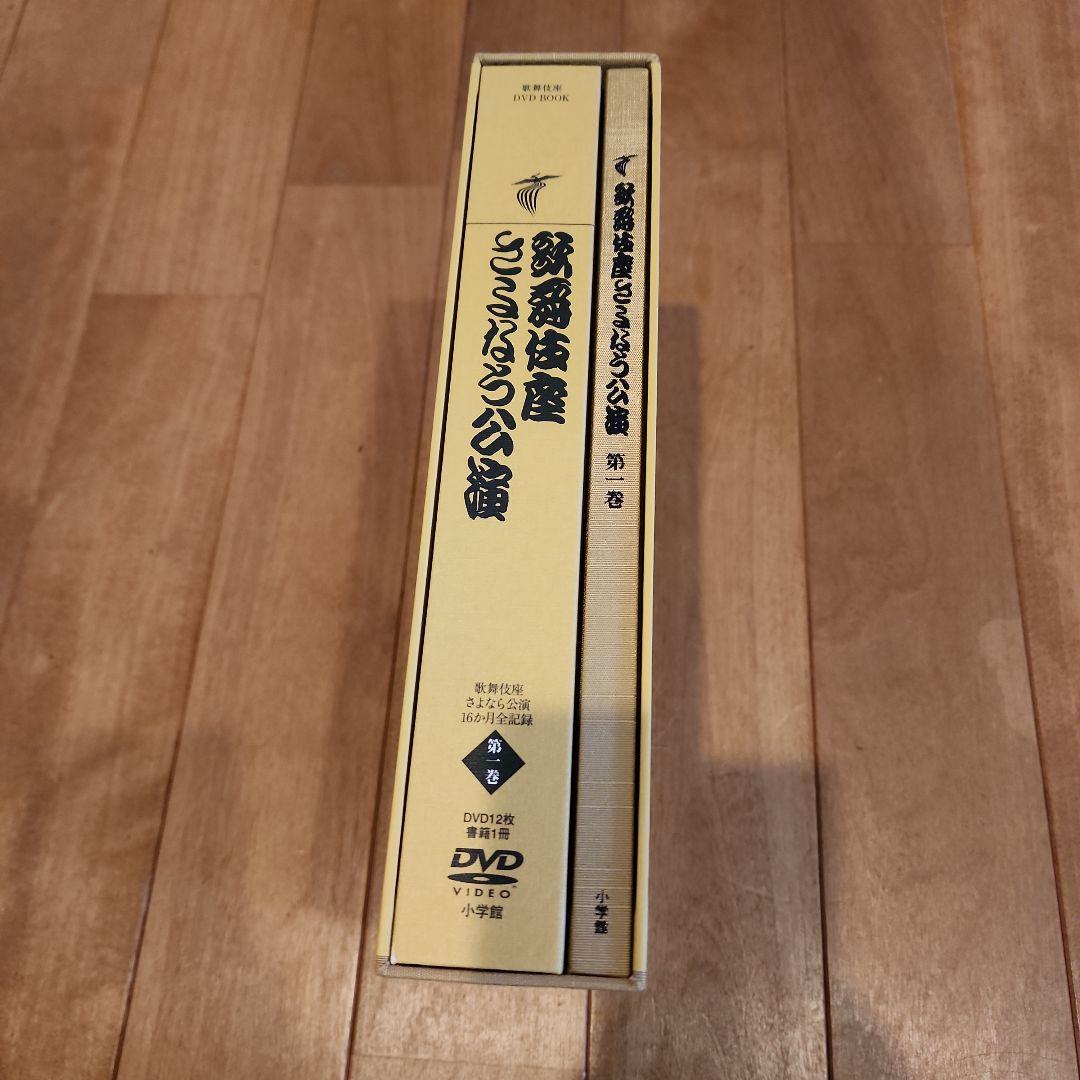 歌舞伎座
DVD BOOK
歌舞伎座
さよなら公演
歌舞伎座
さよなら公演
16か月全記録
第一巻
DVD12枚
書籍1冊
DVD
VIDEO™
小学館
歌舞伎座さよなら公演
第一巻
小学館